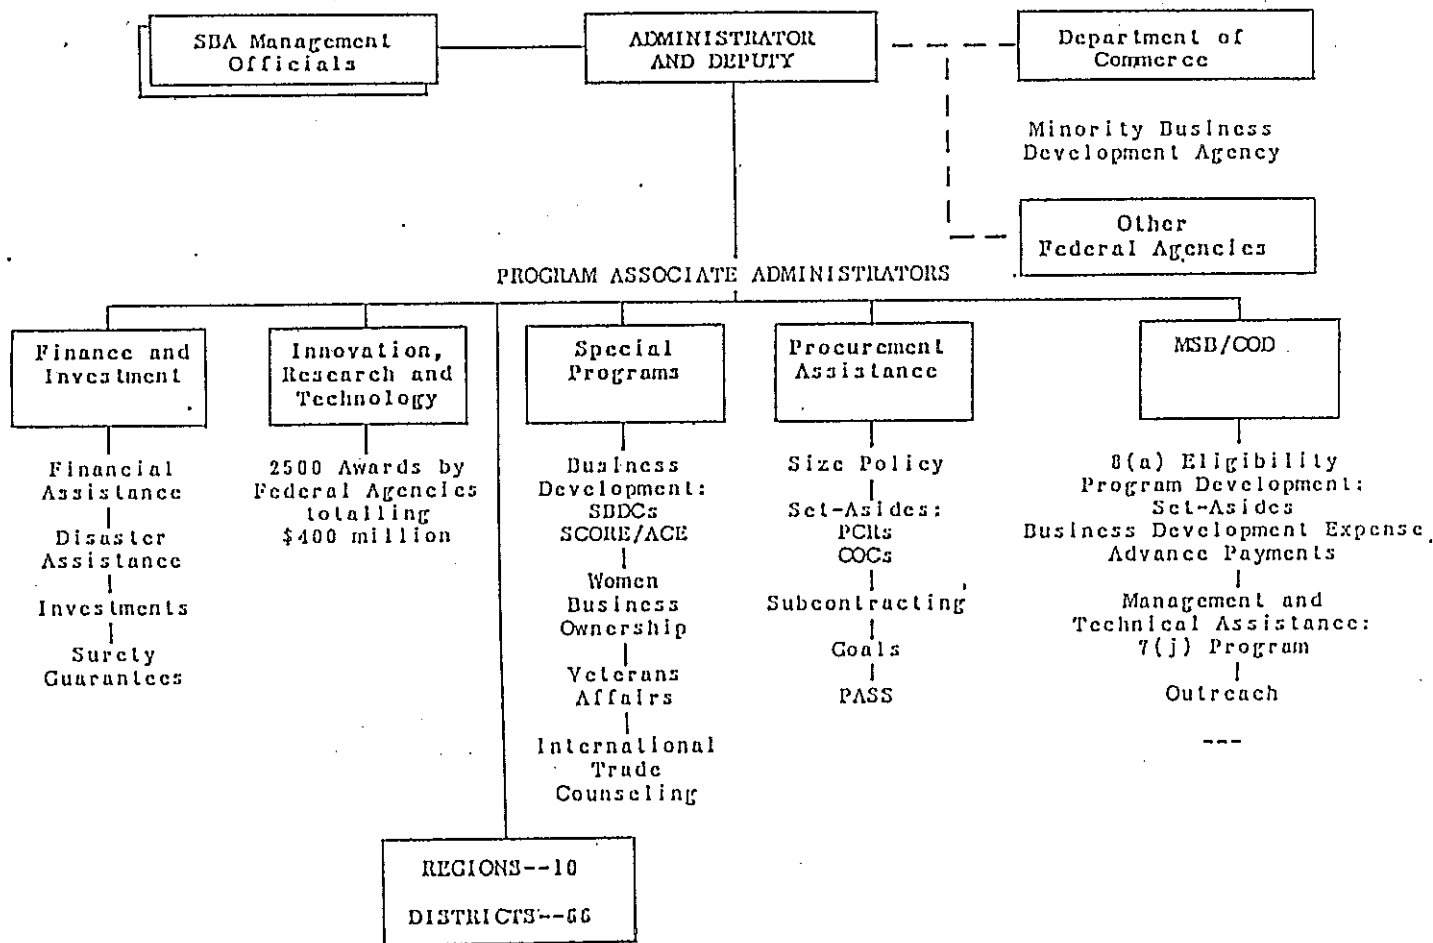 SBA Management
Officials
ADMINISTRATOR
AND DEPUTY
Department of
Commerce
Minority Business
Development Agency
Other
Federal Agencies
PROGRAM ASSOCIATE ADMINISTRATORS
Finance and
Investment
Financial
Assistance
Disaster
Assistance
Investments
Surety
Guarantees
Innovation,
Research and
Technology
2500 Awards by
Federal Agencies
totalling
$400 million
Special
Programs
Business
Development:
SBDCs
SCORE/ACE
Women
Business
Ownership
Veterans
Affairs
International
Trade
Counseling
Procurement
Assistance
Size Policy
Set-Asides:
PCRs
COCs
Subcontracting
Goals
PASS
MSB/COD
8(a) Eligibility
Program Development:
Set-Asides
Business Development Expense
Advance Payments
Management and
Technical Assistance:
7(j) Program
Outreach
---
REGIONS--10
DISTRICTS--66